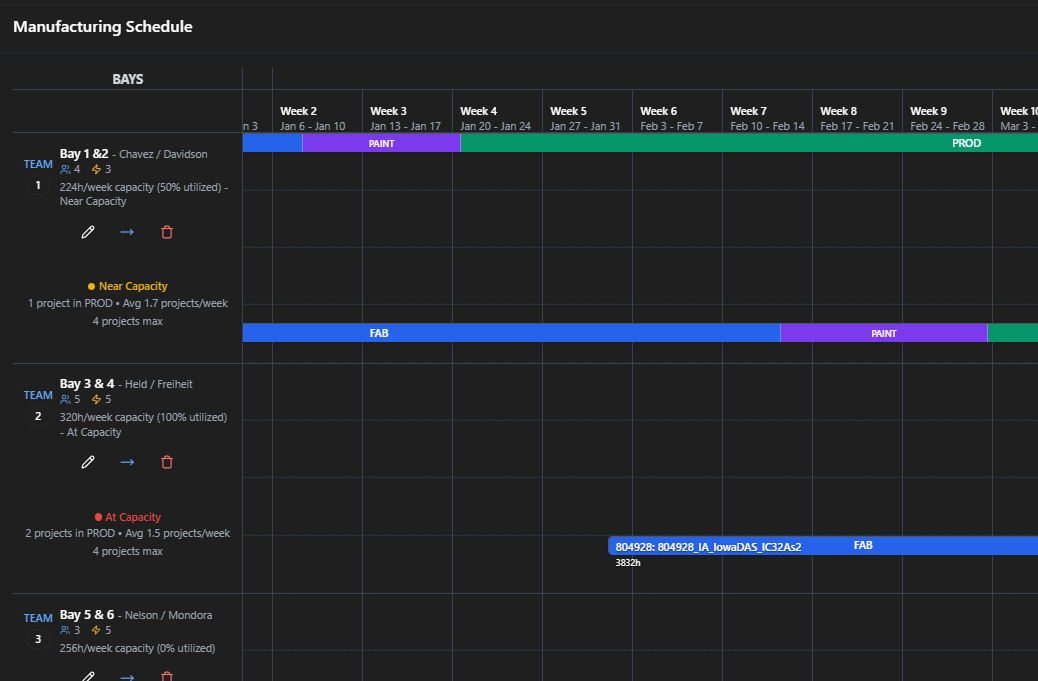 Manufacturing Schedule
BAYS
n 3
Week 2
Jan 6 - Jan 10
Week 3
Jan 13 - Jan 17
Week 4
Jan 20 - Jan 24
Week 5
Jan 27 - Jan 31
Week 6
Feb 3 - Feb 7
Week 7
Feb 10 - Feb 14
Week 8
Feb 17 - Feb 21
Week 9
Feb 24 - Feb 28
Week 10
Mar 3 -
PAINT
PROD
TEAM
1
Bay 1 &2 - Chavez / Davidson
4 3
224h/week capacity (50% utilized) -
Near Capacity
Near Capacity
1 project in PROD • Avg 1.7 projects/week
4 projects max
FAB
PAINT
TEAM
2
Bay 3 & 4 - Held / Freiheit
5 5
320h/week capacity (100% utilized)
- At Capacity
At Capacity
2 projects in PROD • Avg 1.5 projects/week
4 projects max
804928: 804928_IA_IowaDAS_IC32As2
FAB
3832h
TEAM
3
Bay 5 & 6 - Nelson / Mondora
3 5
256h/week capacity (0% utilized)